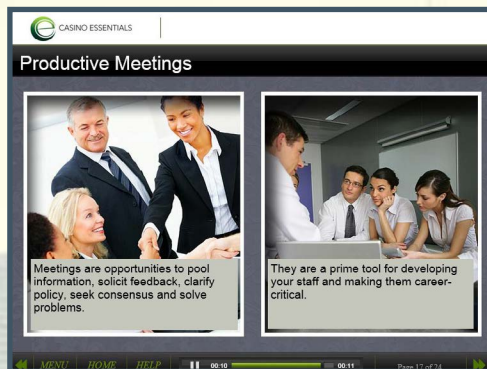 CASINO ESSENTIALS
Productive Meetings
Meetings are opportunities to pool
information, solicit feedback, clarify
policy, seek consensus and solve
problems.
They are a prime tool for developing
your staff and making them career-
critical.
MENU HOME HELP 00:10 00:11 Page 17 of 24